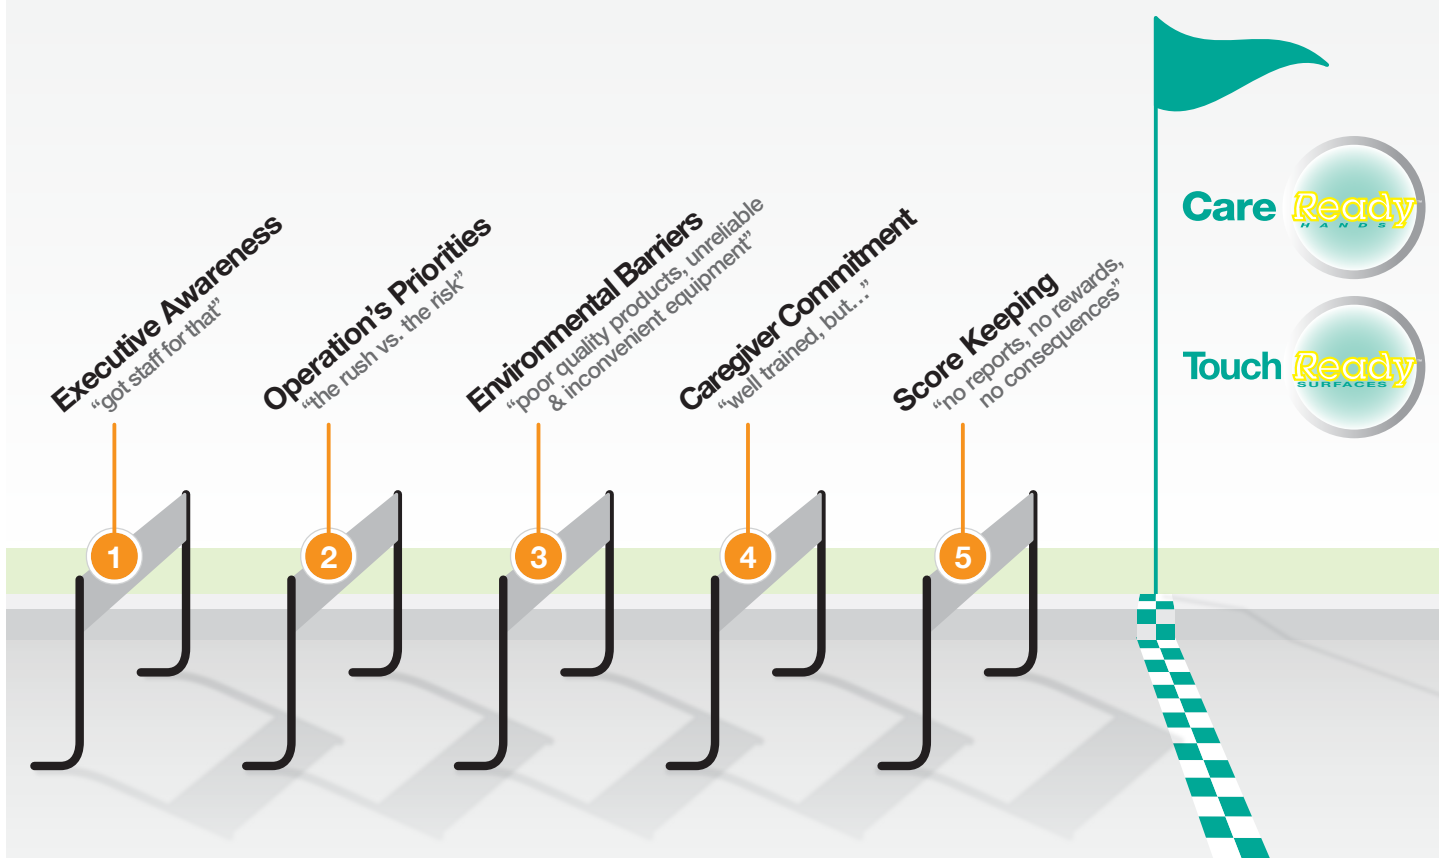 Executive Awareness
“got staff for that”
Operation’s Priorities
“the rush vs. the risk”
Environmental Barriers
“poor quality products, unreliable
& inconvenient equipment”
Caregiver Commitment
“well trained, but…”
Score Keeping
“no reports, no rewards,
no consequences”
1
2
3
4
5
Care Ready™
HANDS
Touch Ready™
SURFACES